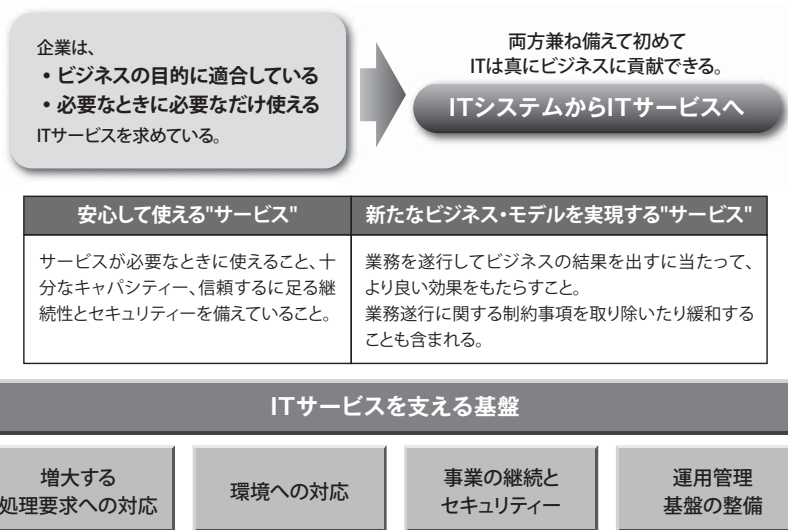 企業は、
・ビジネスの目的に適合している
・必要なときに必要なだけ使える
ITサービスを求めている。
両方兼ね備えて初めて
ITは真にビジネスに貢献できる。
ITシステムからITサービスへ
安心して使える"サービス"
サービスが必要なときに使えること、十
分なキャパシティー、信頼するに足る継
続性とセキュリティーを備えていること。
新たなビジネス・モデルを実現する"サービス"
業務を遂行してビジネスの結果を出すに当たって、
より良い効果をもたらすこと。
業務遂行に関する制約事項を取り除いたり緩和する
ことも含まれる。
ITサービスを支える基盤
増大する
処理要求への対応
環境への対応
事業の継続と
セキュリティー
運用管理
基盤の整備